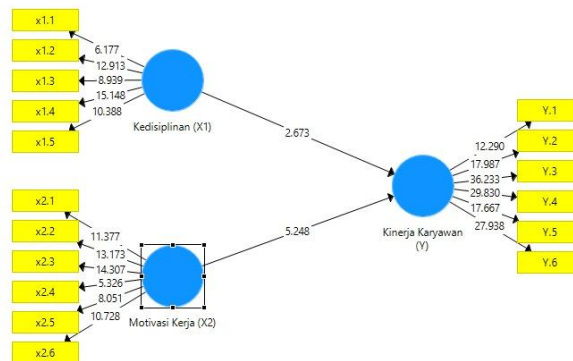 x1.1
x1.2
x1.3
x1.4
x1.5
6.177
12.913
8.939
15.148
10.388
Kedisiplinan (X1)
2.673
x2.1
x2.2
x2.3
x2.4
x2.5
x2.6
11.377
13.173
14.307
5.326
8.051
10.728
Motivasi Kerja (X2)
5.248
Kinerja Karyawan
(Y)
12.290
17.987
36.233
29.830
17.667
27.938
Y.1
Y.2
Y.3
Y.4
Y.5
Y.6